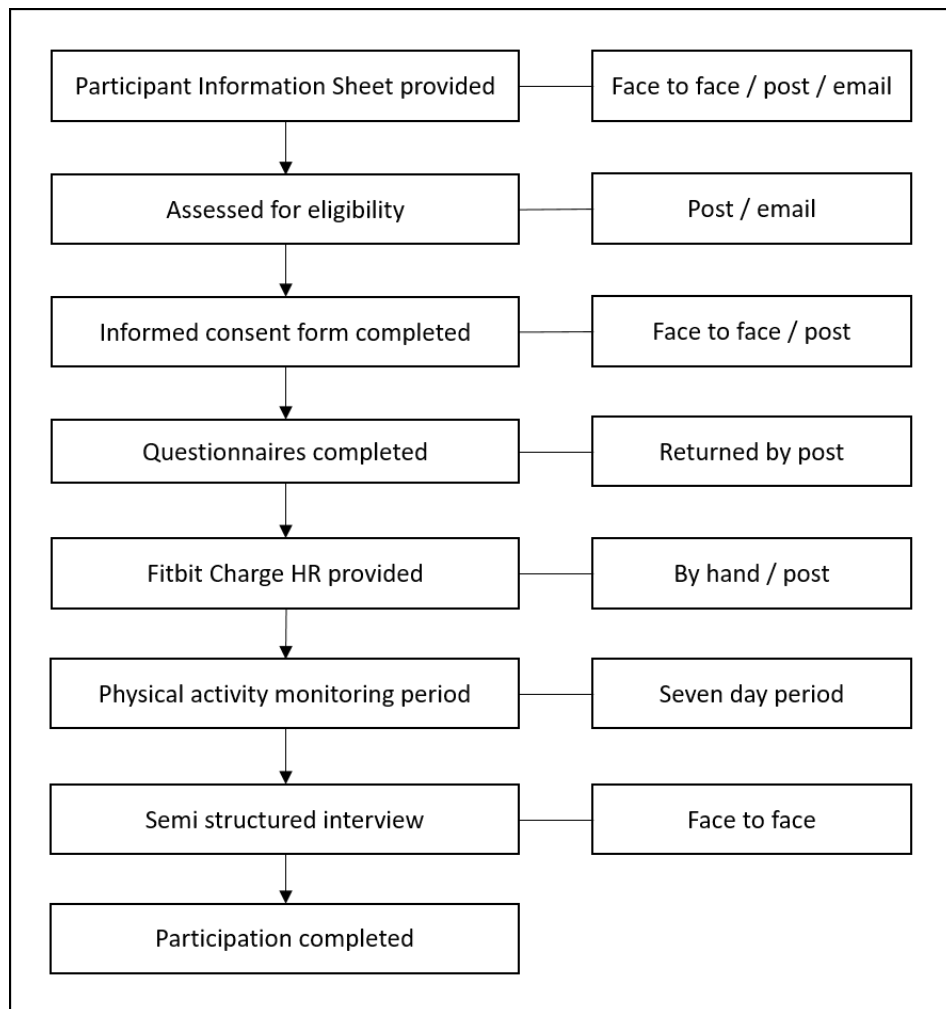 Participant Information Sheet provided
Face to face / post / email
Assessed for eligibility
Post / email
Informed consent form completed
Face to face / post
Questionnaires completed
Returned by post
Fitbit Charge HR provided
By hand / post
Physical activity monitoring period
Seven day period
Semi structured interview
Face to face
Participation completed